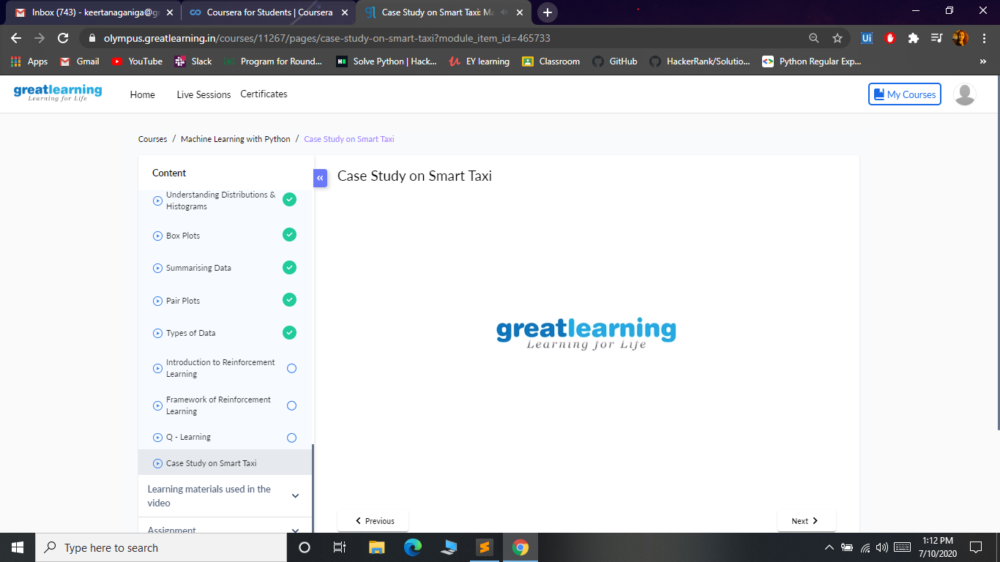 Inbox (743) - keertanaganiga@g
Coursera for Students | Coursera
Case Study on Smart Taxi: Ma
olympus.greatlearning.in/courses/11267/pages/case-study-on-smart-taxi?module_item_id=465733
Apps Gmail YouTube Slack Program for Round... Solve Python | Hack... EY learning Classroom GitHub HackerRank/Solutio... Python Regular Exp...
greatlearning
Learning for Life
Home Live Sessions Certificates
My Courses
Courses / Machine Learning with Python / Case Study on Smart Taxi
Content
Understanding Distributions &
Histograms
Box Plots
Summarising Data
Pair Plots
Types of Data
Introduction to Reinforcement
Learning
Framework of Reinforcement
Learning
Q - Learning
Case Study on Smart Taxi
Learning materials used in the
video
Assignment
Case Study on Smart Taxi
greatlearning
Learning for Life
Previous
Next
Type here to search
1:12 PM
7/10/2020